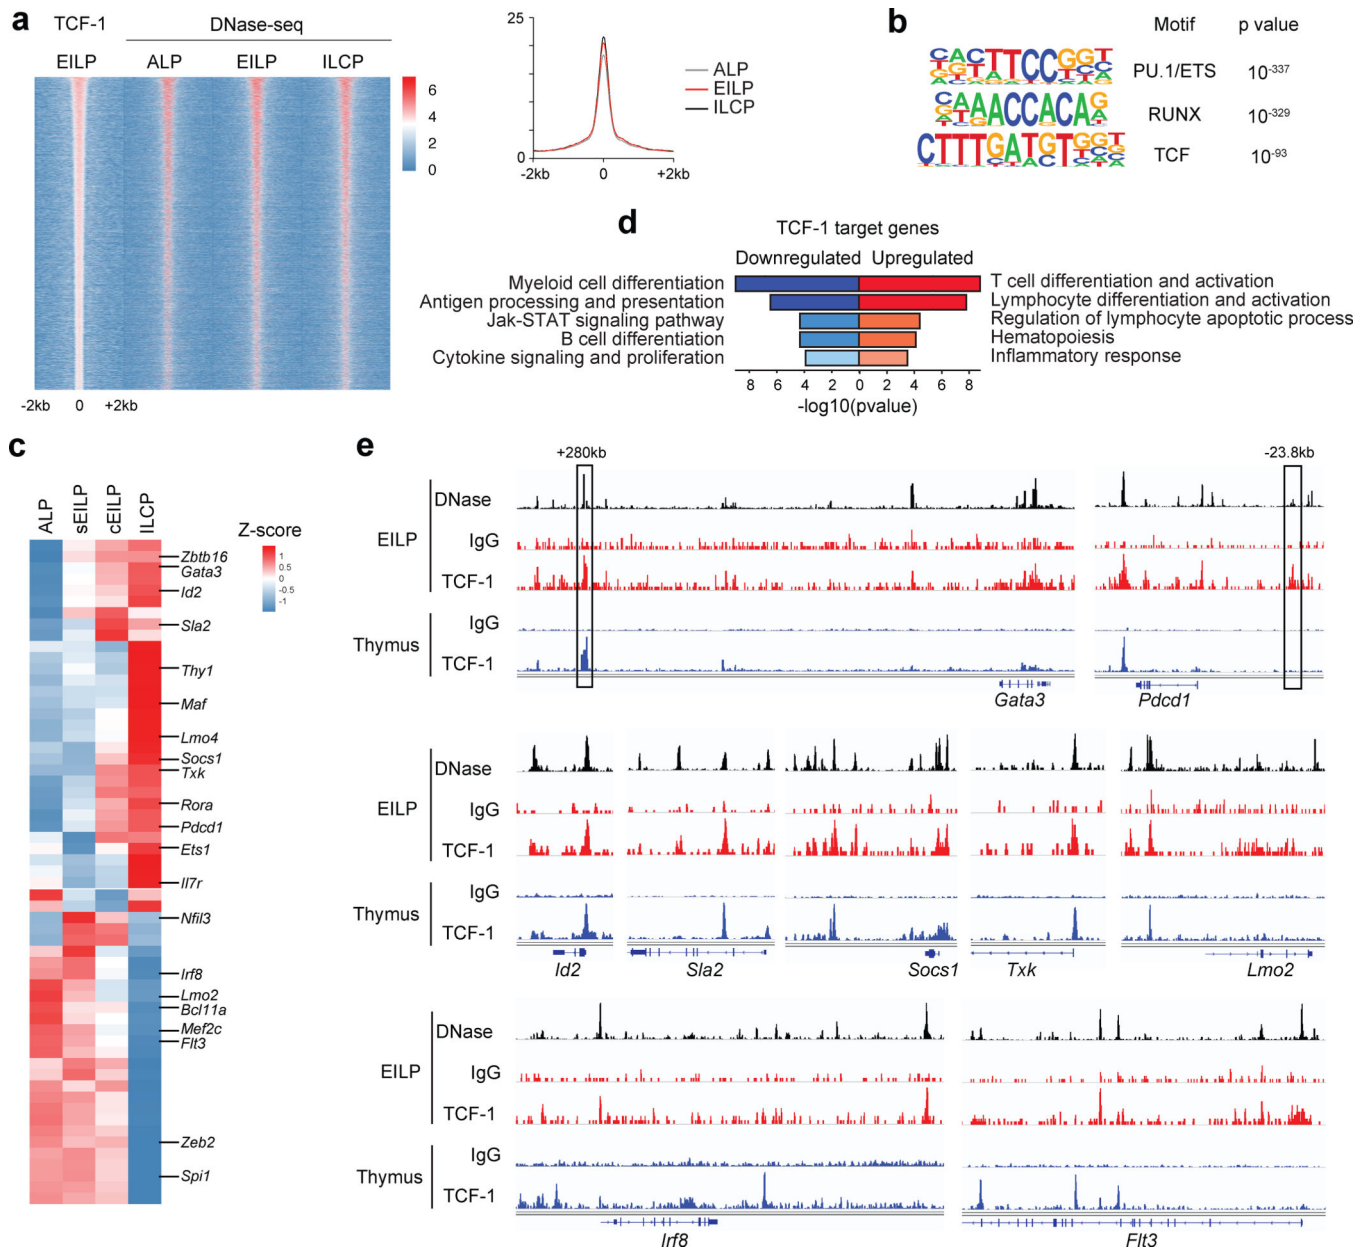 a
TCF-1
DNase-seq
EILP
ALP
EILP
ILCP
6
4
2
0
-2kb
0
+2kb
25
0
-2kb
0
+2kb
ALP
EILP
ILCP
b
Motif
p value
CACTTCCGGT
PU.1/ETS
10-337
CAAACCACAG
RUNX
10-329
CTTTGATGTGGT
TCF
10-93
d
TCF-1 target genes
Downregulated
Upregulated
Myeloid cell differentiation
Antigen processing and presentation
Jak-STAT signaling pathway
B cell differentiation
Cytokine signaling and proliferation
T cell differentiation and activation
Lymphocyte differentiation and activation
Regulation of lymphocyte apoptotic process
Hematopoiesis
Inflammatory response
8 6 4 2 0 2 4 6 8
-log10(pvalue)
c
ALP
sEILP
cEILP
ILCP
Z-score
1
0.5
0
-0.5
-1
Zbtb16
Gata3
Id2
Sla2
Thy1
Maf
Lmo4
Socs1
Txk
Rora
Pdcd1
Ets1
Il7r
Nfil3
Irf8
Lmo2
Bcl11a
Mef2c
Flt3
Zeb2
Spi1
e
+280kb
-23.8kb
EILP
DNase
IgG
TCF-1
Thymus
IgG
TCF-1
Gata3
Pdcd1
EILP
DNase
IgG
TCF-1
Thymus
IgG
TCF-1
Id2
Sla2
Socs1
Txk
Lmo2
EILP
DNase
IgG
TCF-1
Thymus
IgG
TCF-1
Irf8
Flt3